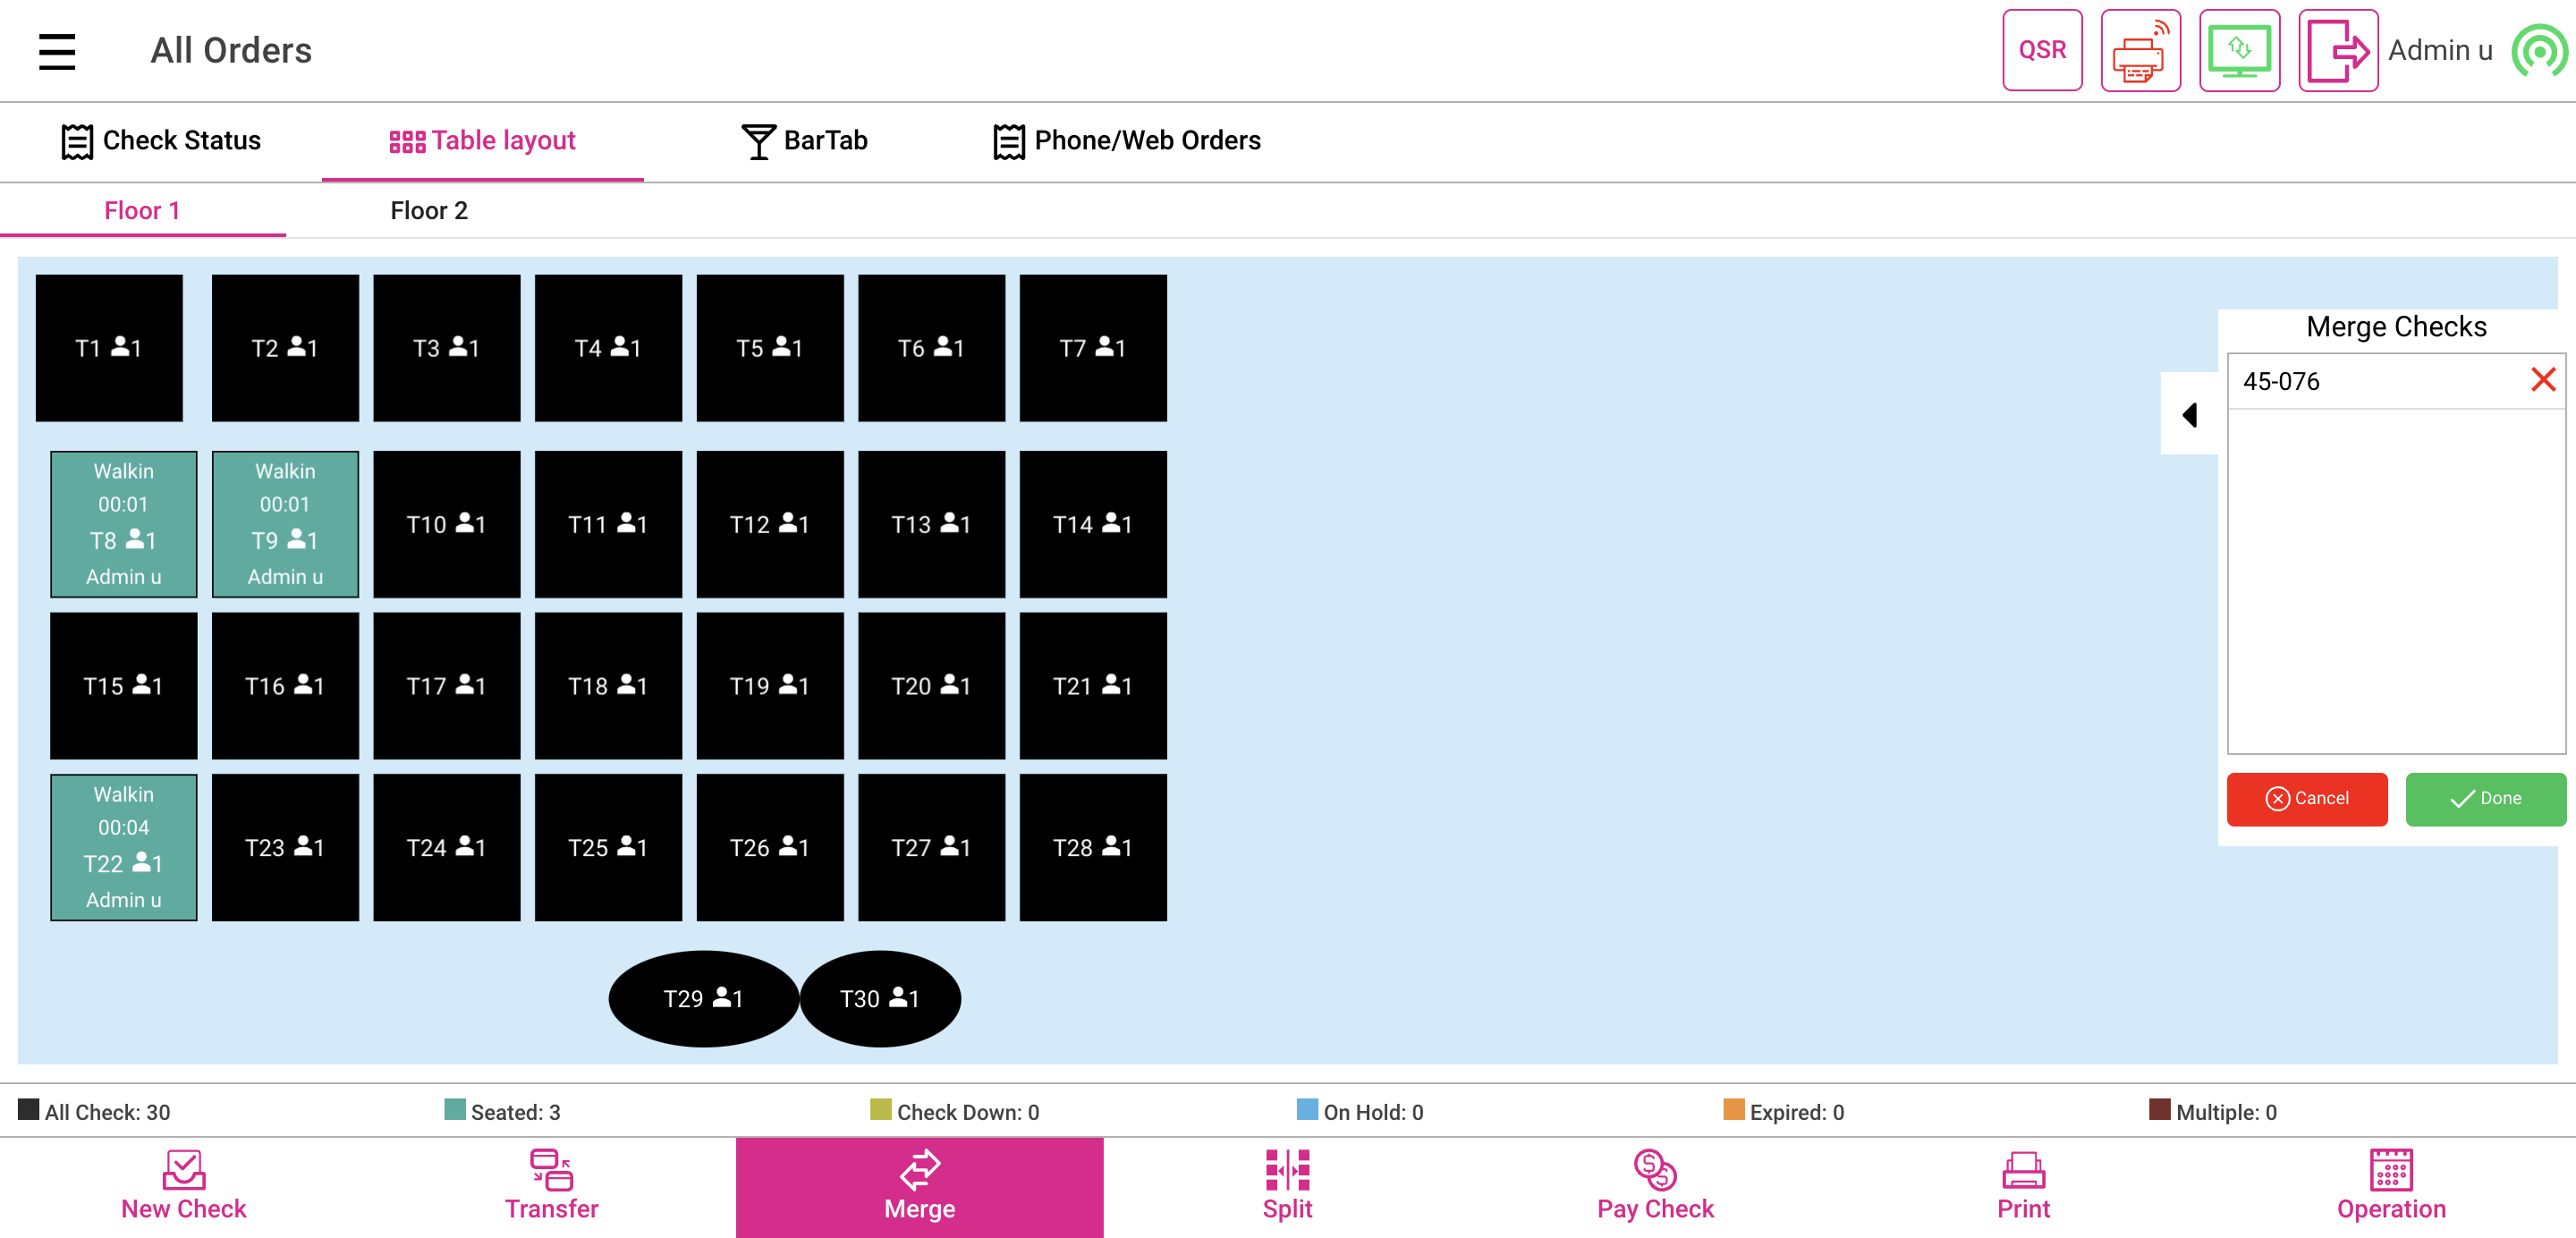 All Orders
QSR
Admin u
Check Status
Table layout
BarTab
Phone/Web Orders
Floor 1
Floor 2
T1 1
T2 1
T3 1
T4 1
T5 1
T6 1
T7 1
Walkin
00:01
T8 1
Admin u
Walkin
00:01
T9 1
Admin u
T10 1
T11 1
T12 1
T13 1
T14 1
T15 1
T16 1
T17 1
T18 1
T19 1
T20 1
T21 1
Walkin
00:04
T22 1
Admin u
T23 1
T24 1
T25 1
T26 1
T27 1
T28 1
T29 1
T30 1
Merge Checks
45-076
Cancel
Done
All Check: 30
Seated: 3
Check Down: 0
On Hold: 0
Expired: 0
Multiple: 0
New Check
Transfer
Merge
Split
Pay Check
Print
Operation